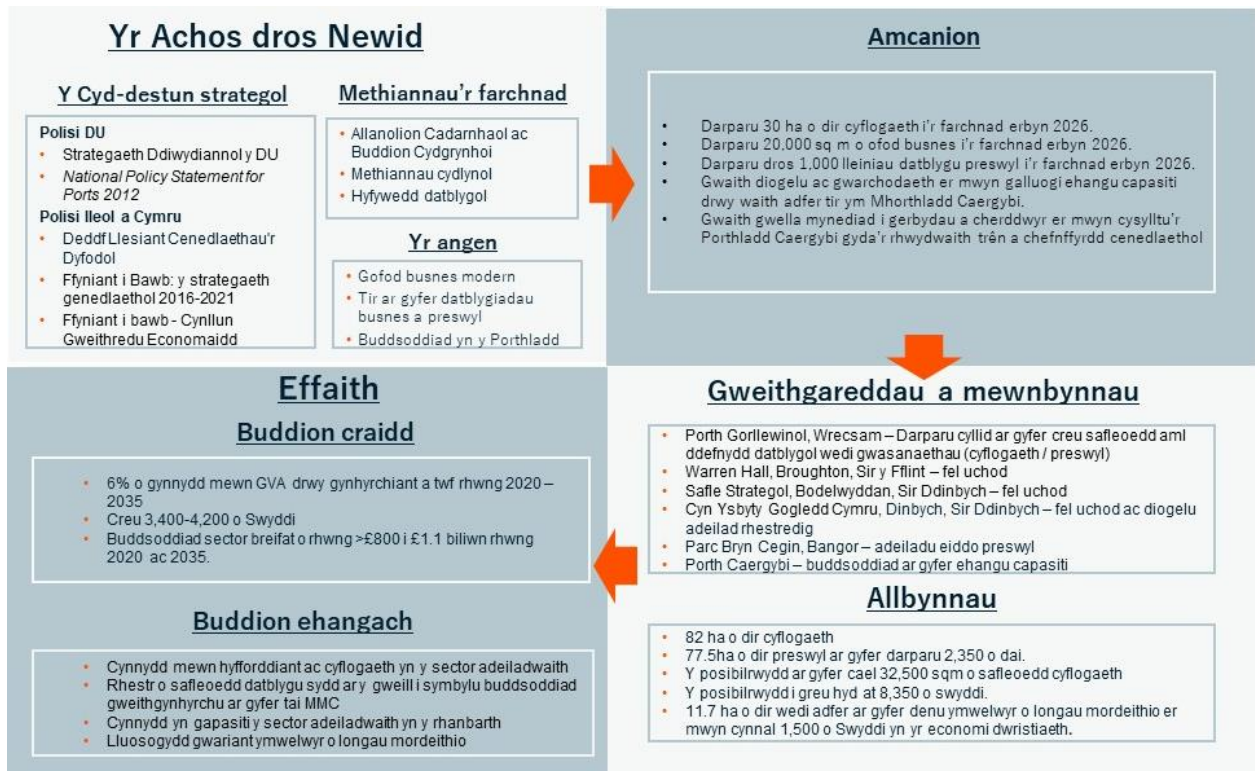 Yr Achos dros Newid
Y Cyd-destun strategol
Polisi DU
• Strategaeth Ddiwydiannol y DU
• National Policy Statement for
Ports 2012
Polisi lleol a Cymru
• Deddf Llesiant Cenedlaethau'r
Dyfodol
• Ffyniant i Bawb: y strategaeth
genedlaethol 2016-2021
• Ffyniant i bawb - Cynllun
Gweithredu Economaidd
Methiannau'r farchnad
• Allanolion Cadarnhaol ac
Buddion Cydgrynhoi
• Methiannau cydlynol
• Hyfywedd datblygol
Yr angen
• Gofod busnes modern
• Tir ar gyfer datblygiadau
busnes a preswyl
• Buddsoddiad yn y Porthladd
Amcanion
• Darparu 30 ha o dir cyflogaeth i'r farchnad erbyn 2026.
• Darparu 20,000 sq m o ofod busnes i'r farchnad erbyn 2026.
• Darparu dros 1,000 lleiniau datblygu preswyl i'r farchnad erbyn 2026.
• Gwaith diogelu ac gwarchodaeth er mwyn galluogi ehangu capasiti
drwy waith adfer tir ym Mhorthladd Caergybi.
• Gwaith gwella mynediad i gerbydau a cherddwyr er mwyn cysylltu'r
Porthladd Caergybi gyda'r rhwydwaith trên a chefnffyrdd cenedlaethol
Gweithgareddau a mewnbynnau
• Porth Gorllewinol, Wrecsam – Darparu cyllid ar gyfer creu safleoedd aml
ddefnydd datblygol wedi gwasanaethau (cyflogaeth / preswyl)
• Warren Hall, Broughton, Sir y Fflint – fel uchod
• Safle Strategol, Bodelwyddan, Sir Ddinbych – fel uchod
• Cyn Ysbyty Gogledd Cymru, Dinbych, Sir Ddinbych – fel uchod ac diogelu
adeilad rhestredig
• Parc Bryn Cegin, Bangor – adeiladu eiddo preswyl
• Porth Caergybi – buddsoddiad ar gyfer ehangu capasiti
Allbynnau
• 82 ha o dir cyflogaeth
• 77.5ha o dir preswyl ar gyfer darparu 2,350 o dai.
• Y posibilrwydd ar gyfer cael 32,500 sqm o safleoedd cyflogaeth
• Y posibilrwydd i greu hyd at 8,350 o swyddi.
• 11.7 ha o dir wedi adfer ar gyfer denu ymwelwyr o longau mordeithio er
mwyn cynnal 1,500 o Swyddi yn yr economi dwristiaeth.
Effaith
Buddion craidd
• 6% o gynnydd mewn GVA drwy gynhyrchiant a twf rhwng 2020 –
2035
• Creu 3,400-4,200 o Swyddi
• Buddsoddiad sector breifat o rhwng >£800 i £1.1 biliwn rhwng
2020 ac 2035.
Buddion ehangach
• Cynnydd mewn hyfforddiant ac cyflogaeth yn y sector adeiladwaith
• Rhestr o safleoedd datblygu sydd ar y gweill i symbylu buddsoddiad
gweithgynhyrchu ar gyfer tai MMC
• Cynnydd yn gapasiti y sector adeiladwaith yn y rhanbarth
• Lluosogydd gwariant ymwelwyr o longau mordeithio